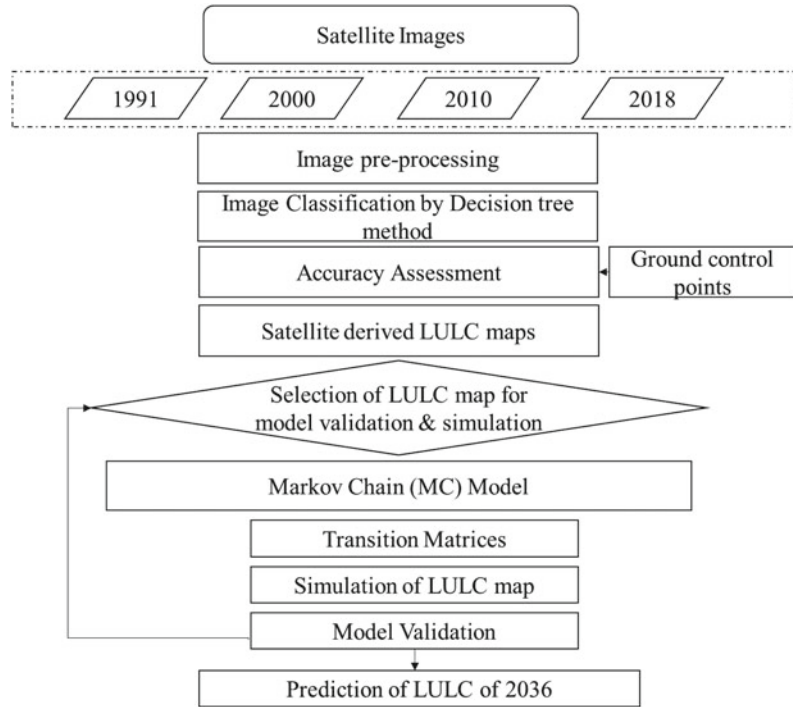 Satellite Images
1991
2000
2010
2018
Image pre-processing
Image Classification by Decision tree
method
Accuracy Assessment
Ground control
points
Satellite derived LULC maps
Selection of LULC map for
model validation & simulation
Markov Chain (MC) Model
Transition Matrices
Simulation of LULC map
Model Validation
Prediction of LULC of 2036